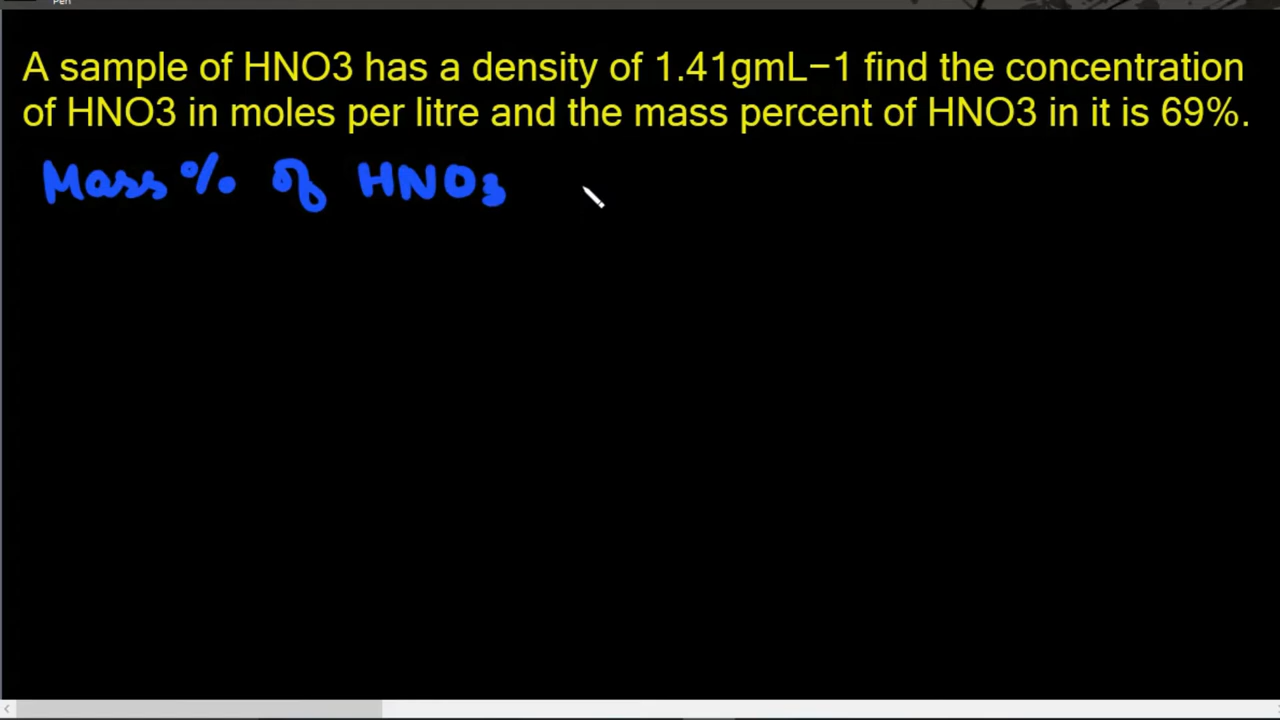 Pen
A sample of HNO3 has a density of 1.41gmL−1 find the concentration
of HNO3 in moles per litre and the mass percent of HNO3 in it is 69%.
Mass % of HNO3